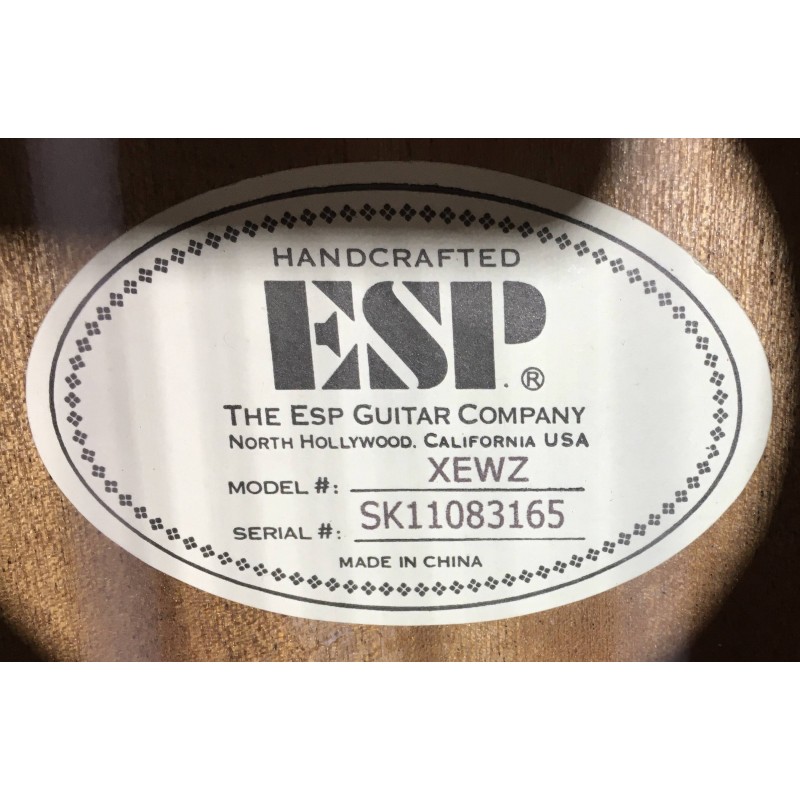 HANDCRAFTED
ESP.®
THE ESP GUITAR COMPANY
NORTH HOLLYWOOD. CALIFORNIA USA
MODEL #: XEWZ
SERIAL #: SK11083165
MADE IN CHINA